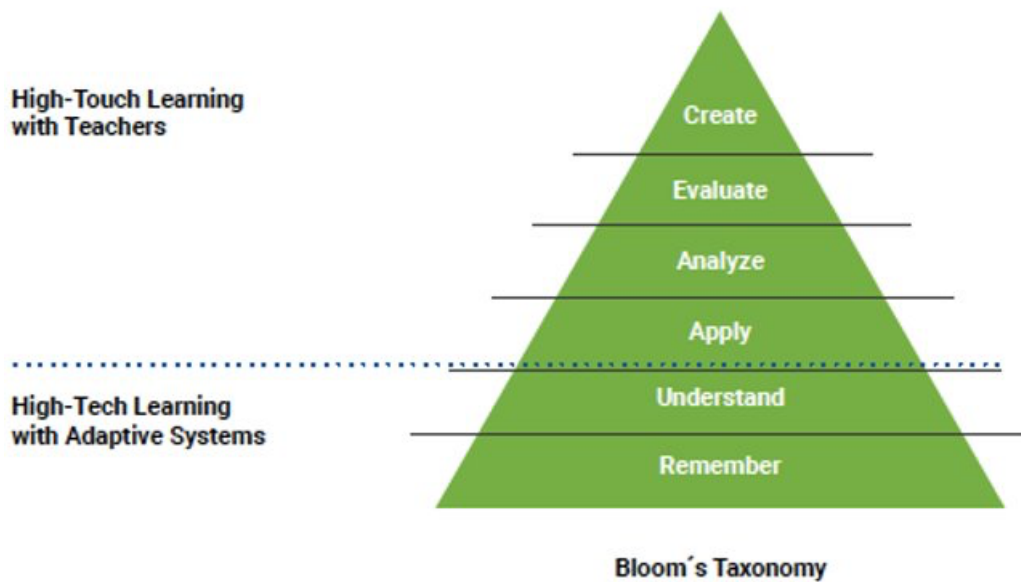 High-Touch Learning
with Teachers
Create
Evaluate
Analyze
Apply
High-Tech Learning
with Adaptive Systems
Understand
Remember
Bloom´s Taxonomy